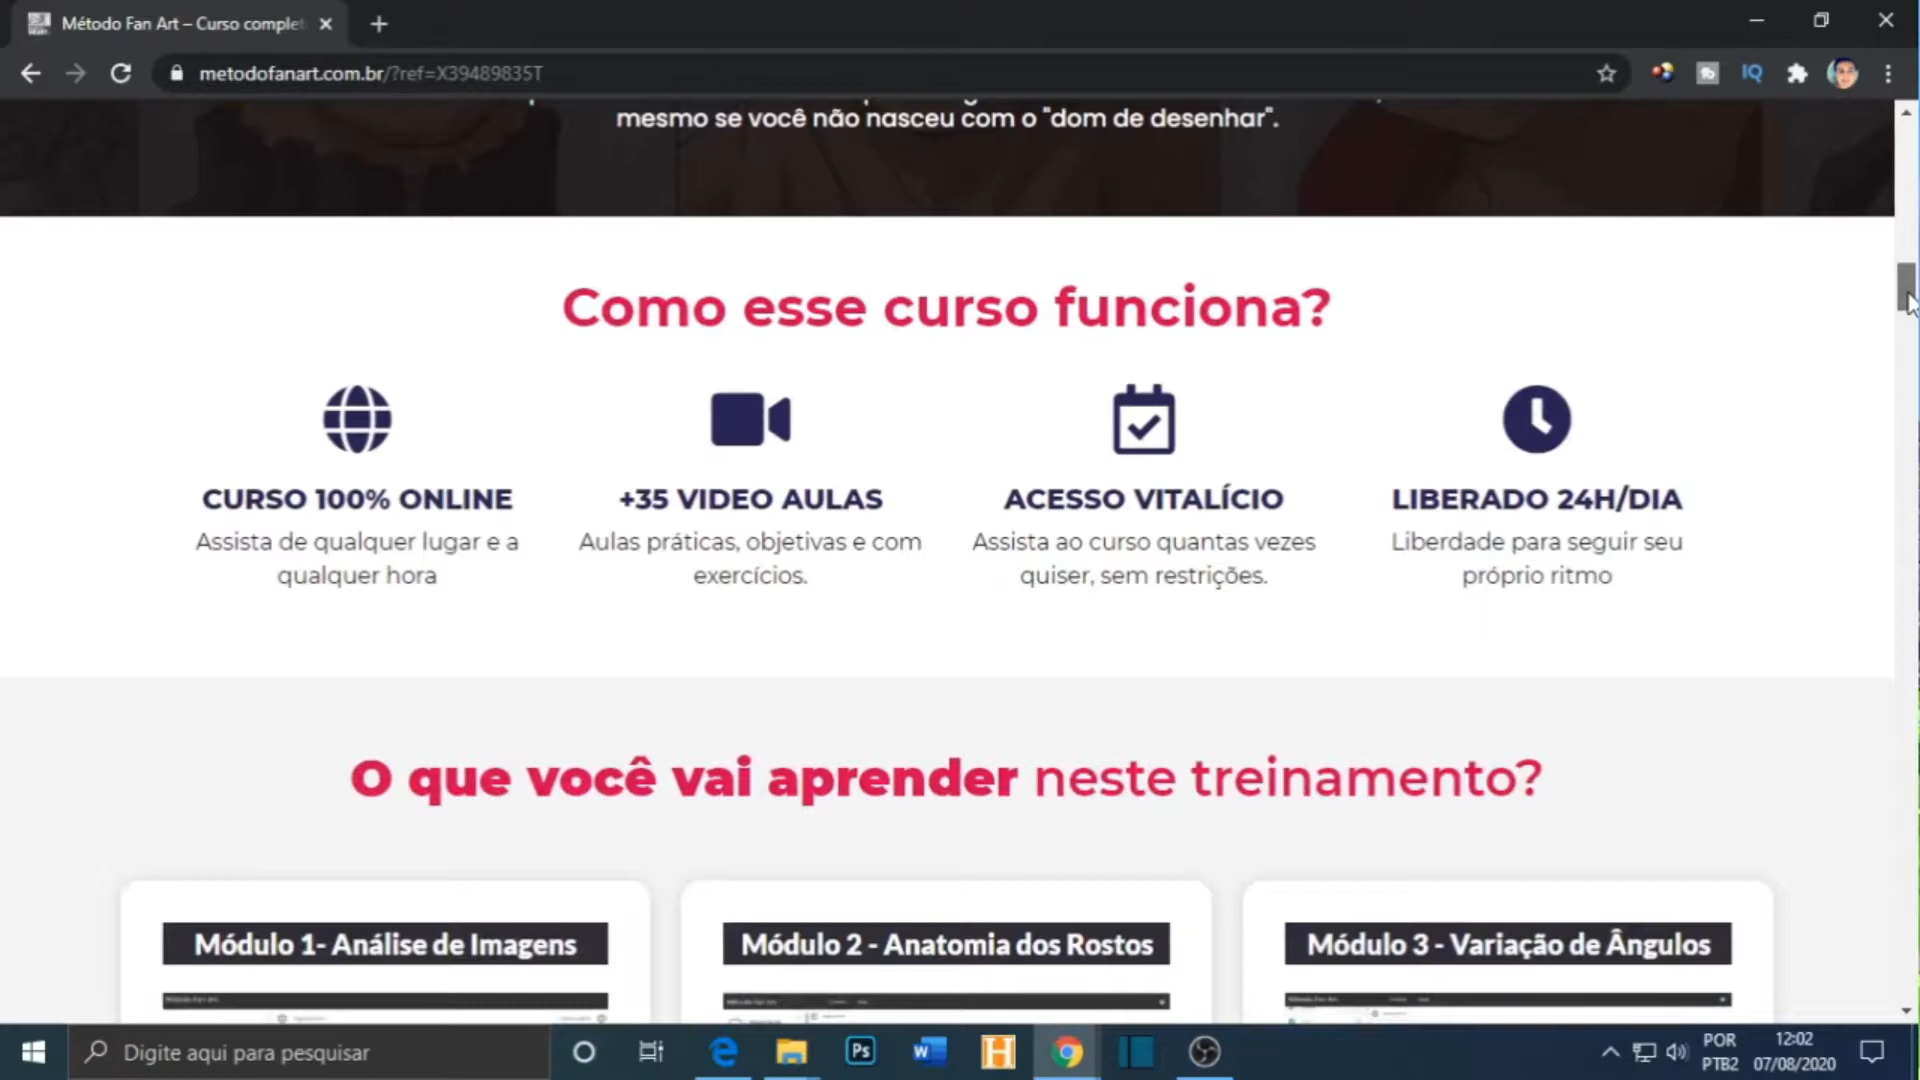 Método Fan Art – Curso complet
metodofanart.com.br/?ref=X39489835T
IQ
mesmo se você não nasceu com o "dom de desenhar".
Como esse curso funciona?
CURSO 100% ONLINE
Assista de qualquer lugar e a
qualquer hora
+35 VIDEO AULAS
Aulas práticas, objetivas e com
exercícios.
ACESSO VITALÍCIO
Assista ao curso quantas vezes
quiser, sem restrições.
LIBERADO 24H/DIA
Liberdade para seguir seu
próprio ritmo
O que você vai aprender neste treinamento?
Módulo 1- Análise de Imagens
Módulo 2 - Anatomia dos Rostos
Módulo 3 - Variação de Ângulos
Digite aqui para pesquisar
Ps
POR
PTB2
12:02
07/08/2020